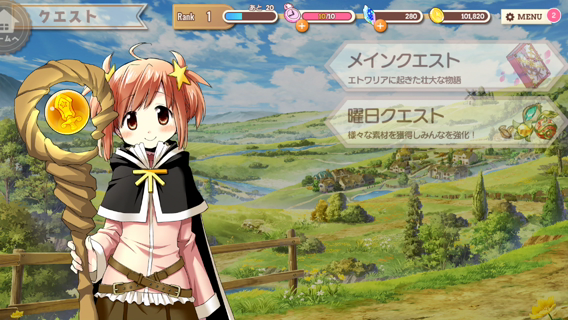 クエスト
ームへ
Rank 1
あと 20
10/10
280
101,820
MENU 2
メインクエスト
エトワリアに起きた壮大な物語
曜日クエスト
様々な素材を獲得しみんなを強化！